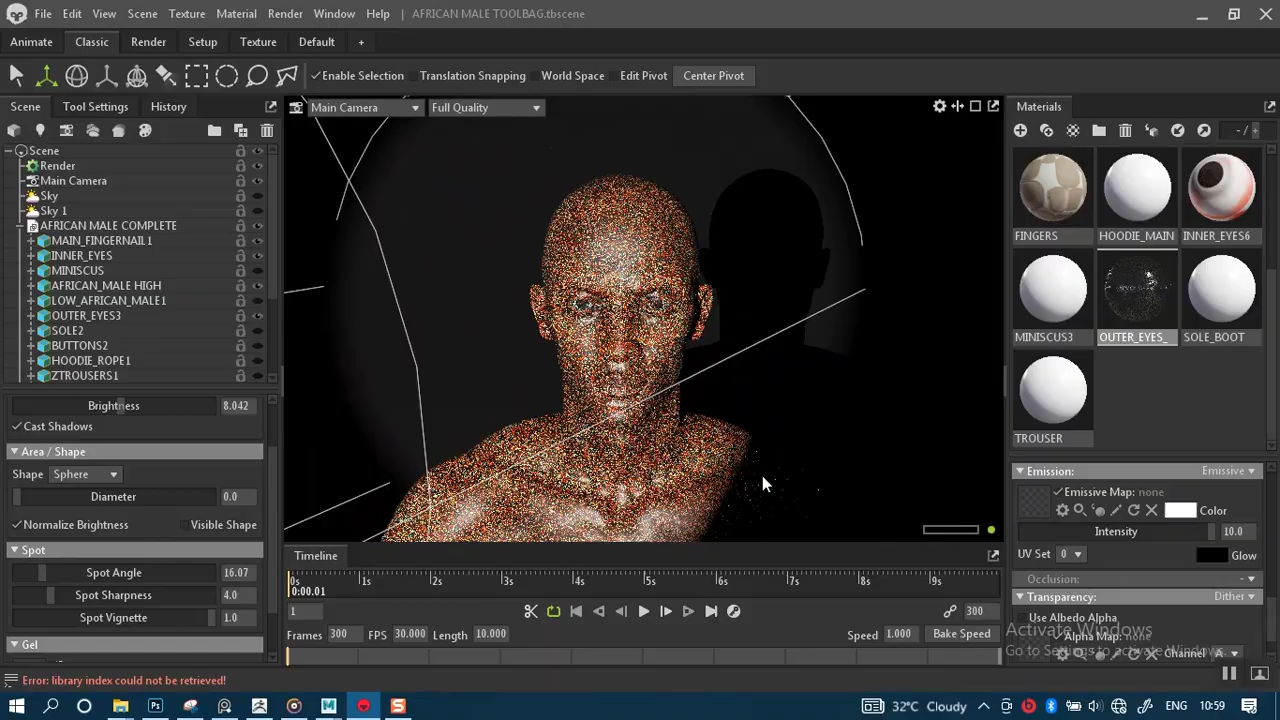 File Edit View Scene Texture Material Render Window Help AFRICAN MALE TOOLBAG.tbscene
Animate Classic Render Setup Texture Default +
Enable Selection Translation Snapping World Space Edit Pivot Center Pivot
Scene Tool Settings History
Main Camera Full Quality
Materials
- /
Scene
Render
Main Camera
Sky
Sky 1
AFRICAN MALE COMPLETE
MAIN_FINGERNAIL1
INNER_EYES
MINISCUS
AFRICAN_MALE HIGH
LOW_AFRICAN_MALE1
OUTER_EYES3
SOLE2
BUTTONS2
HOODIE_ROPE1
ZTROUSERS1
Brightness 8.042
Cast Shadows
Area / Shape
Shape Sphere
Diameter 0.0
Normalize Brightness Visible Shape
Spot
Spot Angle 16.07
Spot Sharpness 4.0
Spot Vignette 1.0
Gel
FINGERS HOODIE_MAIN INNER_EYES6
MINISCUS3 OUTER_EYES_ SOLE_BOOT
TROUSER
Emission: Emissive
Emissive Map: none
Color
Intensity 10.0
UV Set 0 Glow
Occlusion: -
Transparency: Dither
Use Albedo Alpha
Alpha Map: none
Channel A
Activate Windows
Go to Settings to activate Windows.
Timeline
0s 1s 2s 3s 4s 5s 6s 7s 8s 9s
0:00.01
1 300
Frames 300 FPS 30.000 Length 10.000 Speed 1.000 Bake Speed
Error: library index could not be retrieved!
32°C Cloudy ENG 10:59